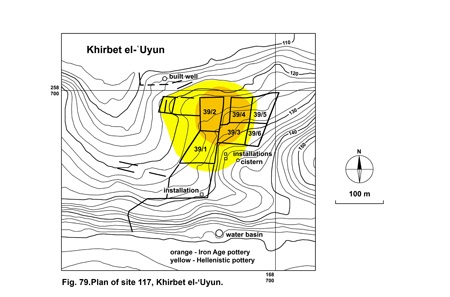 Khirbet el-ʿUyun
110
built well
120
258
700
130
39/2
39/4
39/5
140
39/3
39/6
39/1
150
installations
cistern
N
installation
100 m
water basin
orange - Iron Age pottery
yellow - Hellenistic pottery
168
700
Fig. 79.Plan of site 117, Khirbet el-ʿUyun.